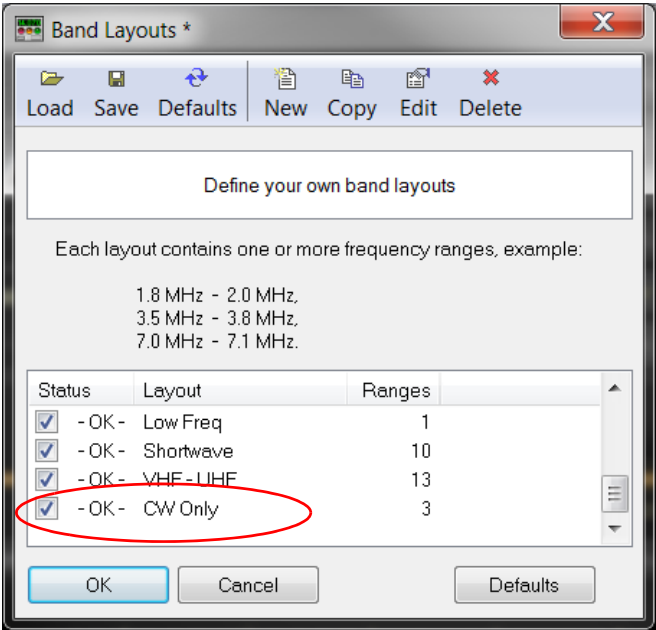 Band Layouts *
Load Save Defaults New Copy Edit Delete
Define your own band layouts
Each layout contains one or more frequency ranges, example:
1.8 MHz - 2.0 MHz,
3.5 MHz - 3.8 MHz,
7.0 MHz - 7.1 MHz.
Status Layout Ranges
- OK - Low Freq 1
- OK - Shortwave 10
- OK - VHF - UHF 13
- OK - CW Only 3
OK Cancel Defaults